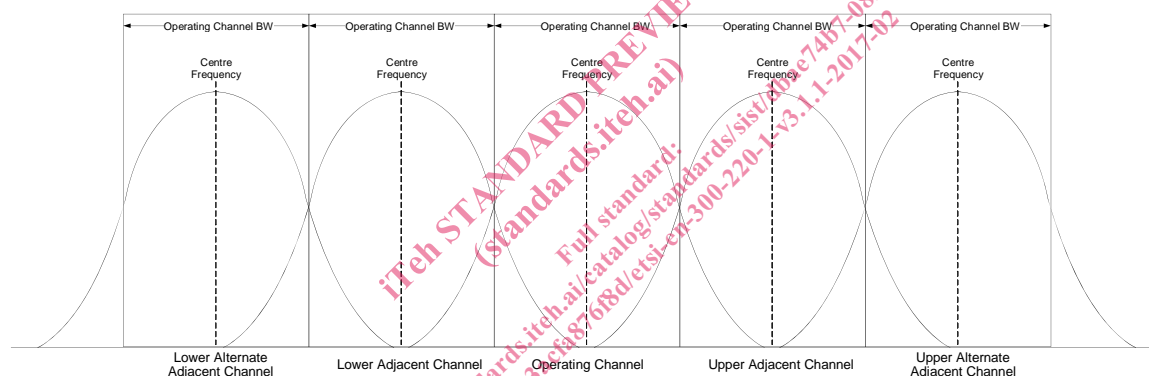 Operating Channel BW
Operating Channel BW
Operating Channel BW
Operating Channel BW
Operating Channel BW
Centre
Frequency
Centre
Frequency
Centre
Frequency
Centre
Frequency
Centre
Frequency
iTeh STANDARD PREVIE
(standards.iteh.ai)
Full standard:
Lower Alternate
Adjacent Channel
Lower Adjacent Channel
Operating Channel
Upper Adjacent Channel
Upper Alternate
Adjacent Channel